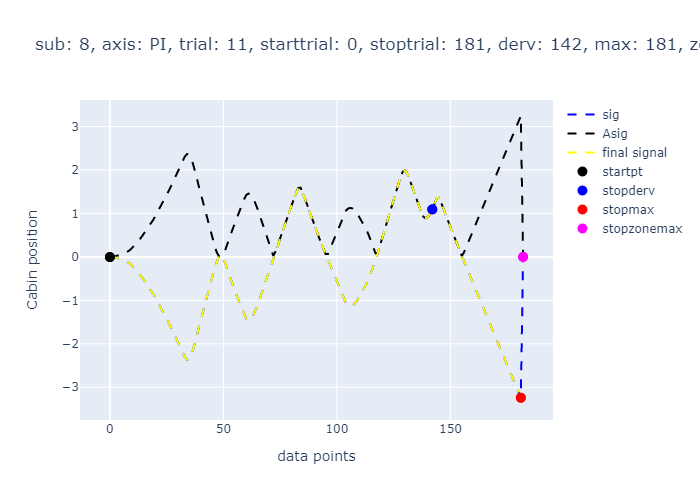 sub: 8, axis: PI, trial: 11, starttrial: 0, stoptrial: 181, derv: 142, max: 181,
sig
Asig
final signal
startpt
stopderv
stopmax
stopzonemax
3
2
1
0
−1
−2
−3
Cabin position
0 50 100 150
data points